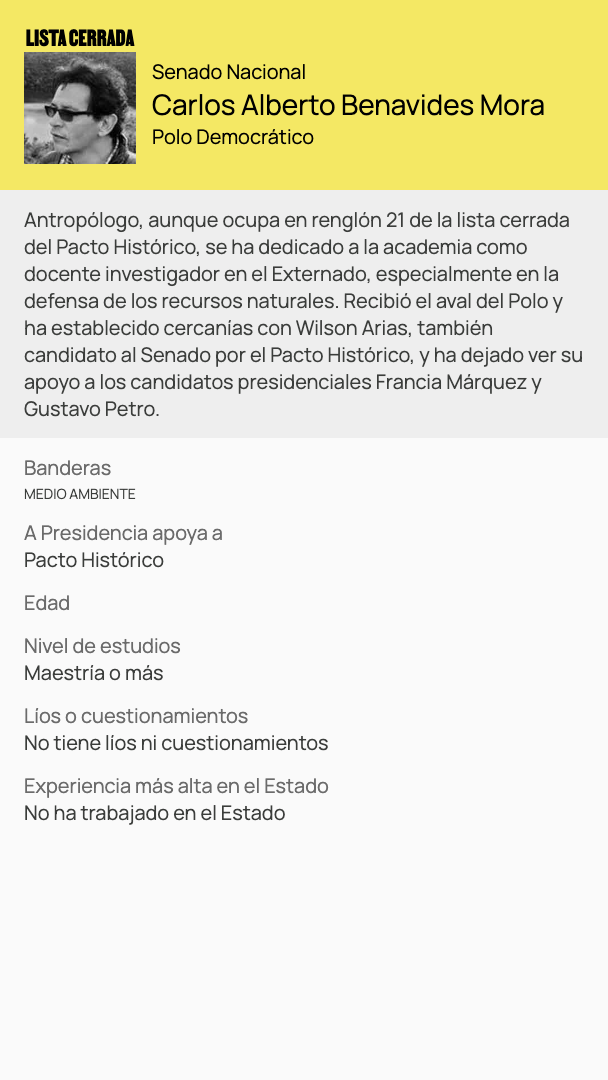 LISTA CERRADA
Senado Nacional
Carlos Alberto Benavides Mora
Polo Democrático
Antropólogo, aunque ocupa en renglón 21 de la lista cerrada
del Pacto Histórico, se ha dedicado a la academia como
docente investigador en el Externado, especialmente en la
defensa de los recursos naturales. Recibió el aval del Polo y
ha establecido cercanías con Wilson Arias, también
candidato al Senado por el Pacto Histórico, y ha dejado ver su
apoyo a los candidatos presidenciales Francia Márquez y
Gustavo Petro.
Banderas
MEDIO AMBIENTE
A Presidencia apoya a
Pacto Histórico
Edad
Nivel de estudios
Maestría o más
Líos o cuestionamientos
No tiene líos ni cuestionamientos
Experiencia más alta en el Estado
No ha trabajado en el Estado